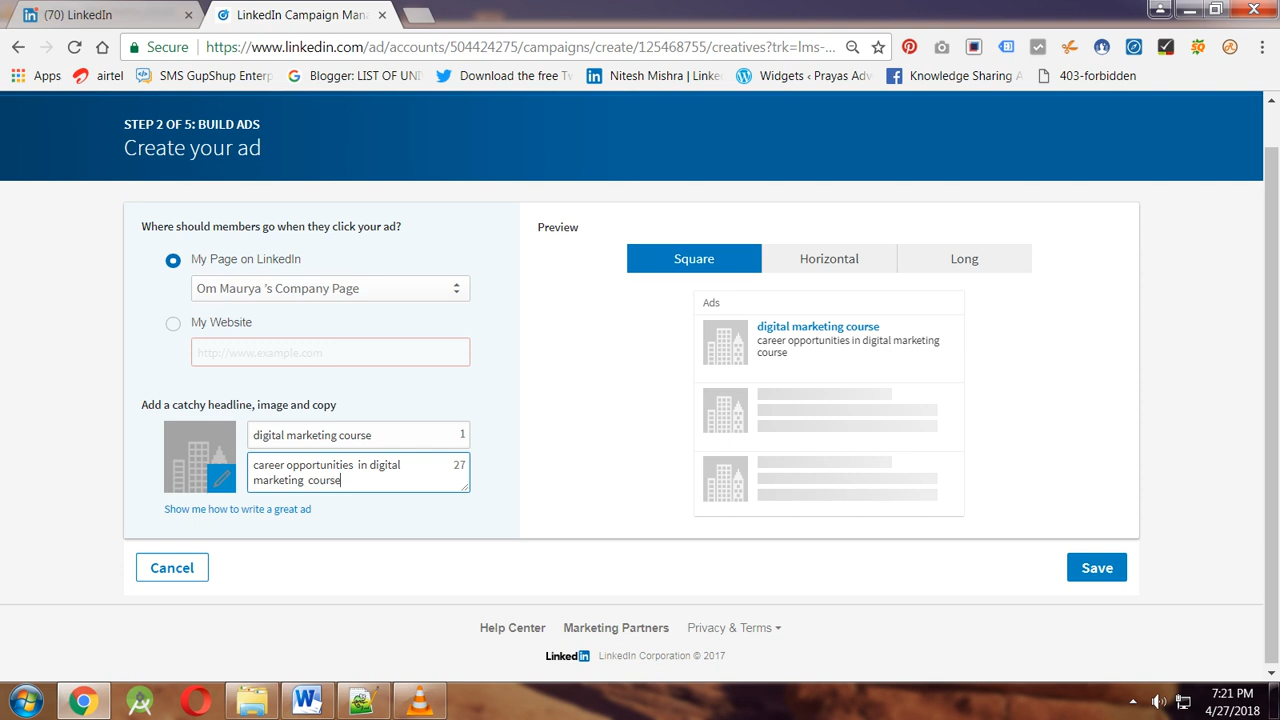 (70) LinkedIn
LinkedIn Campaign Man
Secure
https://www.linkedin.com/ad/accounts/504424275/campaigns/create/125468755/creatives?trk=lms-...
Apps
airtel
SMS GupShup Enterp
Blogger: LIST OF UNI
Download the free Tw
Nitesh Mishra | Linke
Widgets ‹ Prayas Adv
Knowledge Sharing A
403-forbidden
STEP 2 OF 5: BUILD ADS
Create your ad
Where should members go when they click your ad?
My Page on LinkedIn
Om Maurya 's Company Page
My Website
http://www.example.com
Add a catchy headline, image and copy
digital marketing course
1
career opportunities in digital
27
marketing course
Show me how to write a great ad
Preview
Square
Horizontal
Long
Ads
digital marketing course
career opportunities in digital marketing
course
Cancel
Save
Help Center
Marketing Partners
Privacy & Terms
LinkedIn
LinkedIn Corporation © 2017
7:21 PM
4/27/2018